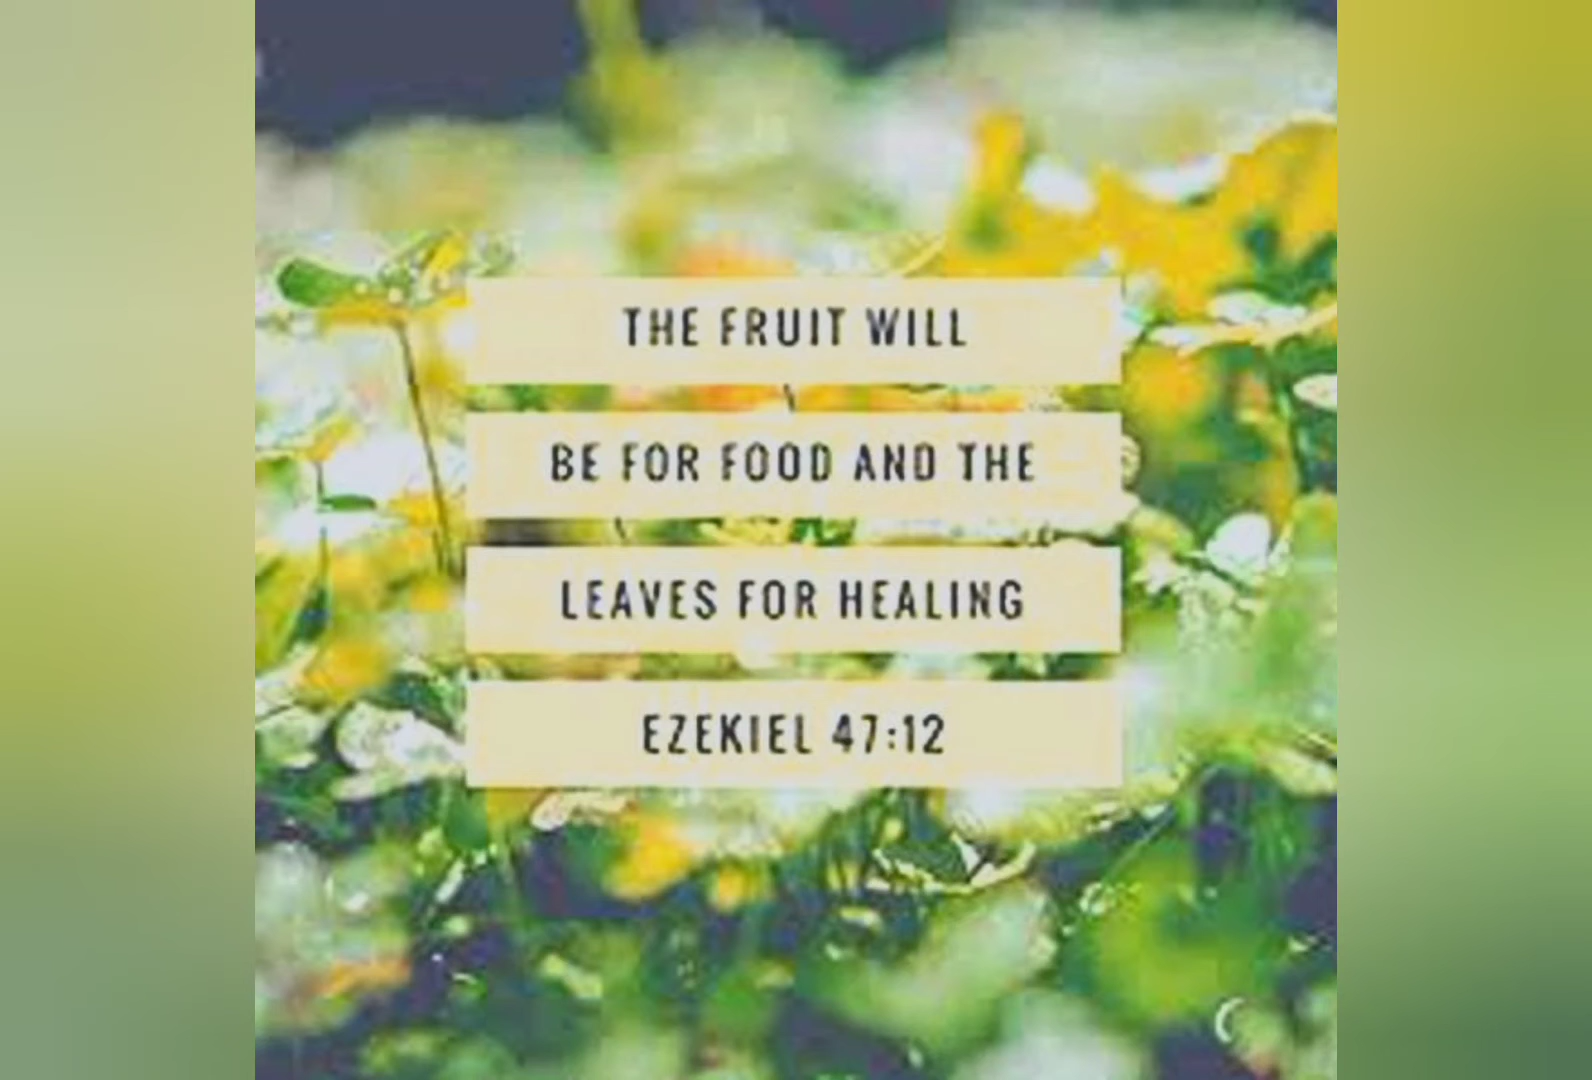 THE FRUIT WILL
BE FOR FOOD AND THE
LEAVES FOR HEALING
EZEKIEL 47:12